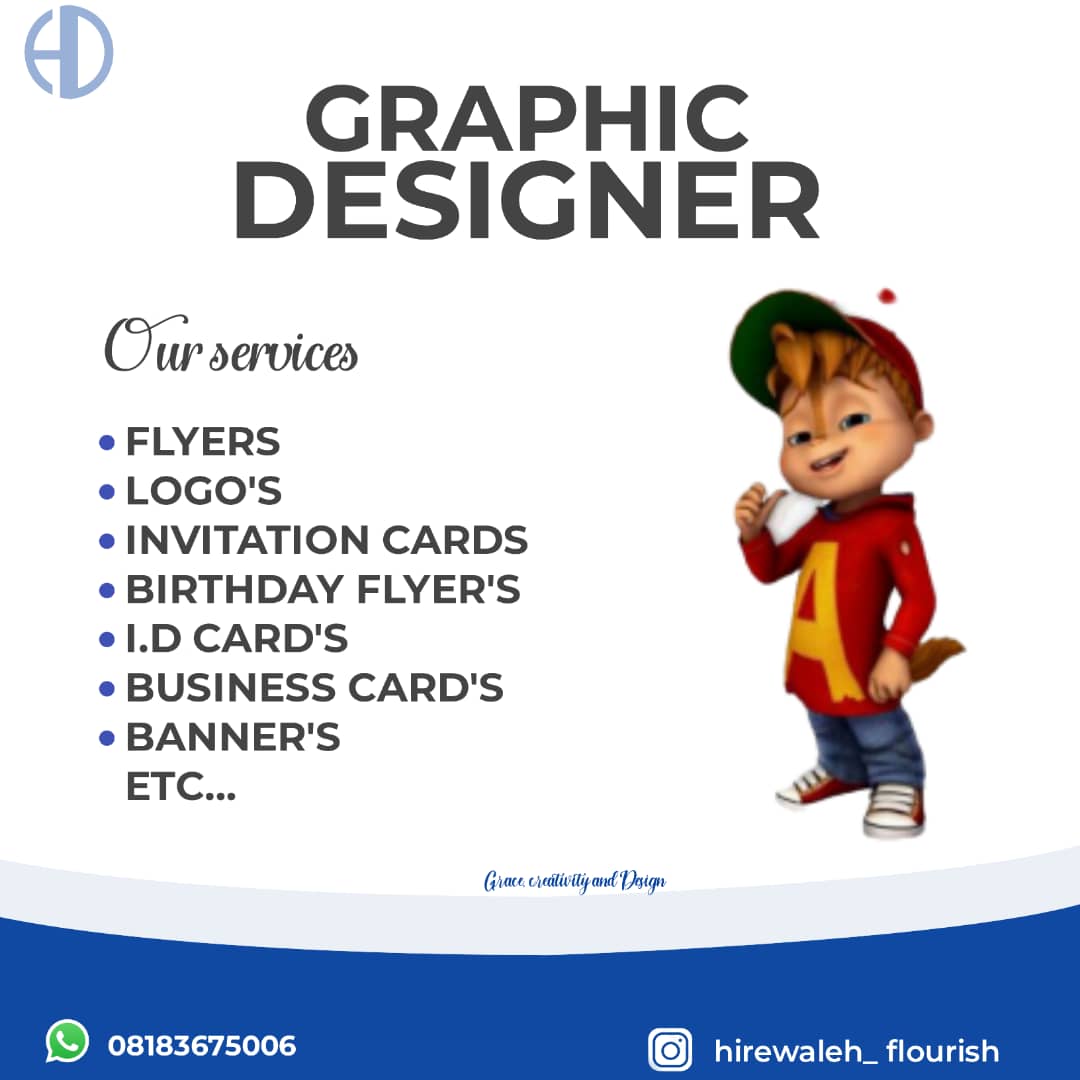 HD
GRAPHIC
DESIGNER
Our services
FLYERS
LOGO'S
INVITATION CARDS
BIRTHDAY FLYER'S
I.D CARD'S
BUSINESS CARD'S
BANNER'S
ETC...
A
Grace, creativity and Design
08183675006
hirewaleh_ flourish